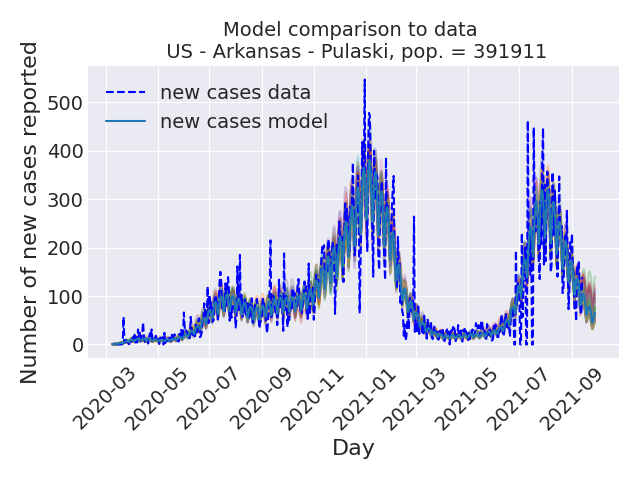 Model comparison to data
US - Arkansas - Pulaski, pop. = 391911
Number of new cases reported
500
400
300
200
100
0
new cases data
new cases model
2020-03
2020-05
2020-07
2020-09
2020-11
2021-01
2021-03
2021-05
2021-07
2021-09
Day